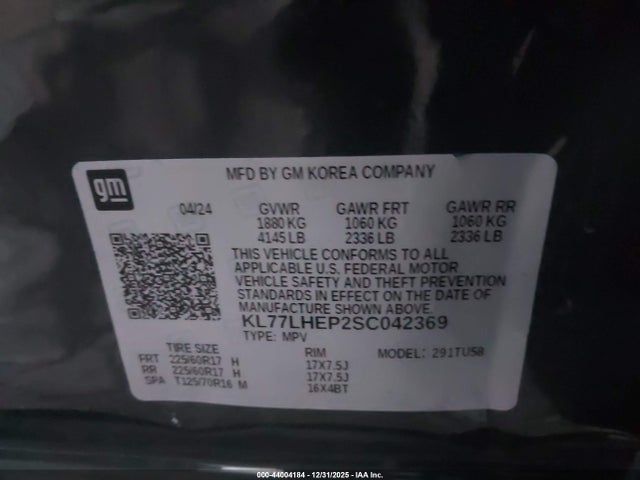 gm
MFD BY GM KOREA COMPANY
04/24 GVWR GAWR FRT GAWR RR
1880 KG 1060 KG 1060 KG
4145 LB 2336 LB 2336 LB
THIS VEHICLE CONFORMS TO ALL
APPLICABLE U.S. FEDERAL MOTOR
VEHICLE SAFETY AND THEFT PREVENTION
STANDARDS IN EFFECT ON THE DATE OF
MANUFACTURE SHOWN ABOVE.
KL77LHEP2SC042369
TYPE: MPV
TIRE SIZE RIM MODEL: 291TU58
FRT 225/60R17 H 17X7.5J
RR 225/60R17 H 17X7.5J
SPA T125/70R16 M 16X4BT
000-44004184 - 12/31/2025 - IAA Inc.